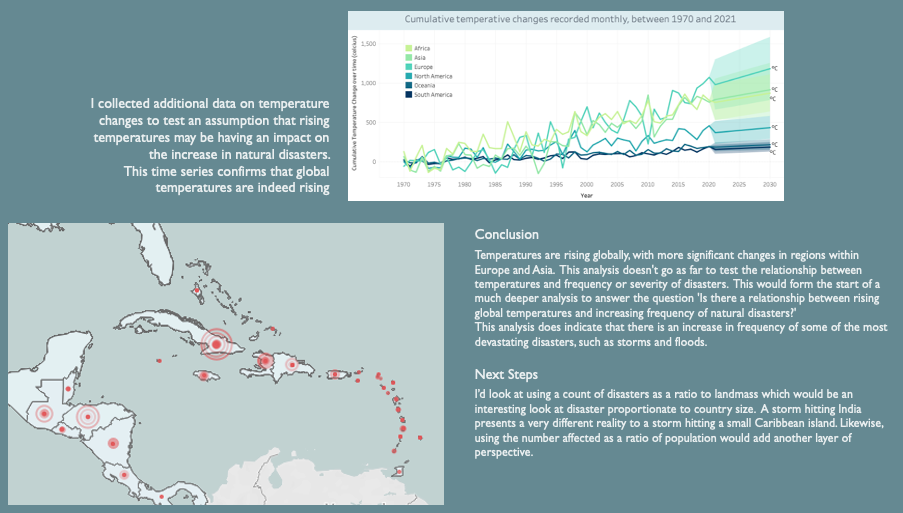 Cumulative temperative changes recorded monthly, between 1970 and 2021
Cumulative Temperature Change over time (celcius)
1,500
1,000
500
0
Africa
Asia
Europe
North America
Oceania
South America
°C
°C
°C
°C
°C
°C
1970
1975
1980
1985
1990
1995
2000
2005
2010
2015
2020
2025
2030
Year
I collected additional data on temperature
changes to test an assumption that rising
temperatures may be having an impact on
the increase in natural disasters.
This time series confirms that global
temperatures are indeed rising
Conclusion
Temperatures are rising globally, with more significant changes in regions within
Europe and Asia. This analysis doesn't go as far to test the relationship between
temperatures and frequency or severity of disasters. This would form the start of a
much deeper analysis to answer the question 'Is there a relationship between rising
global temperatures and increasing frequency of natural disasters?'
This analysis does indicate that there is an increase in frequency of some of the most
devastating disasters, such as storms and floods.
Next Steps
I'd look at using a count of disasters as a ratio to landmass which would be an
interesting look at disaster proportionate to country size. A storm hitting India
presents a very different reality to a storm hitting a small Caribbean island. Likewise,
using the number affected as a ratio of population would add another layer of
perspective.